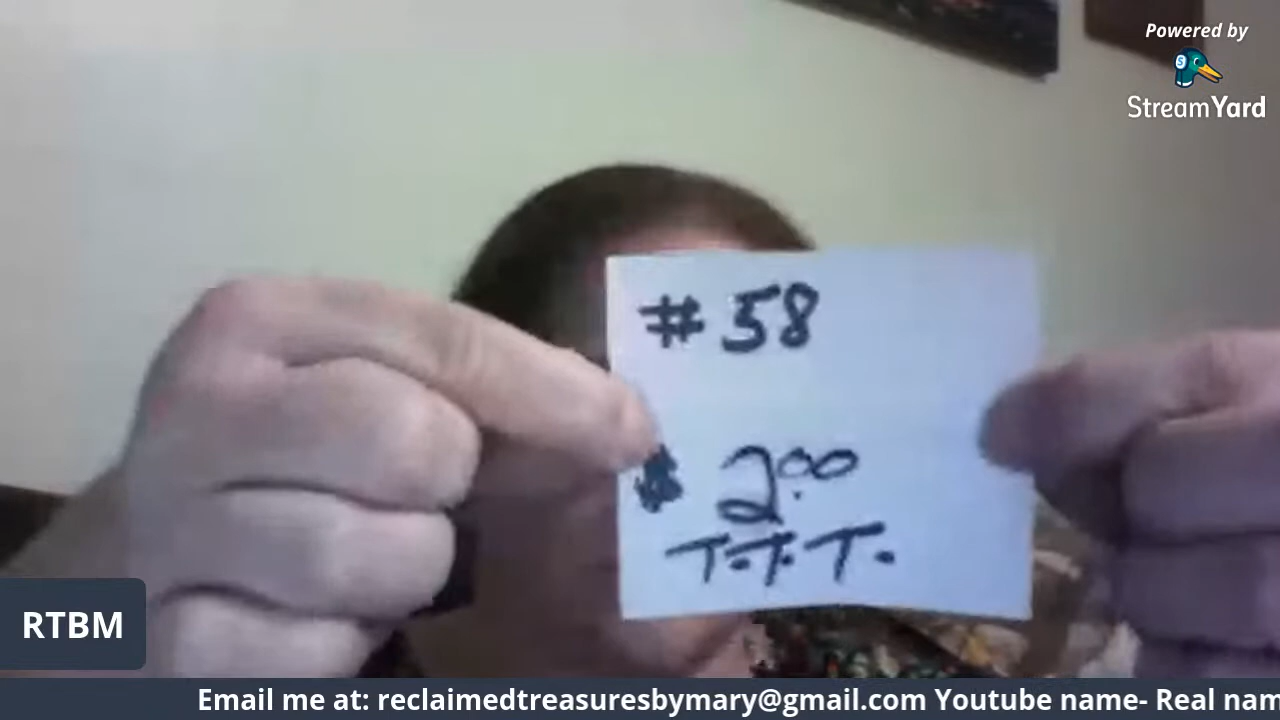 Powered by
StreamYard
#58
$ 2.00
T.T.T.
RTBM
Email me at: reclaimedtreasuresbymary@gmail.com Youtube name- Real nam